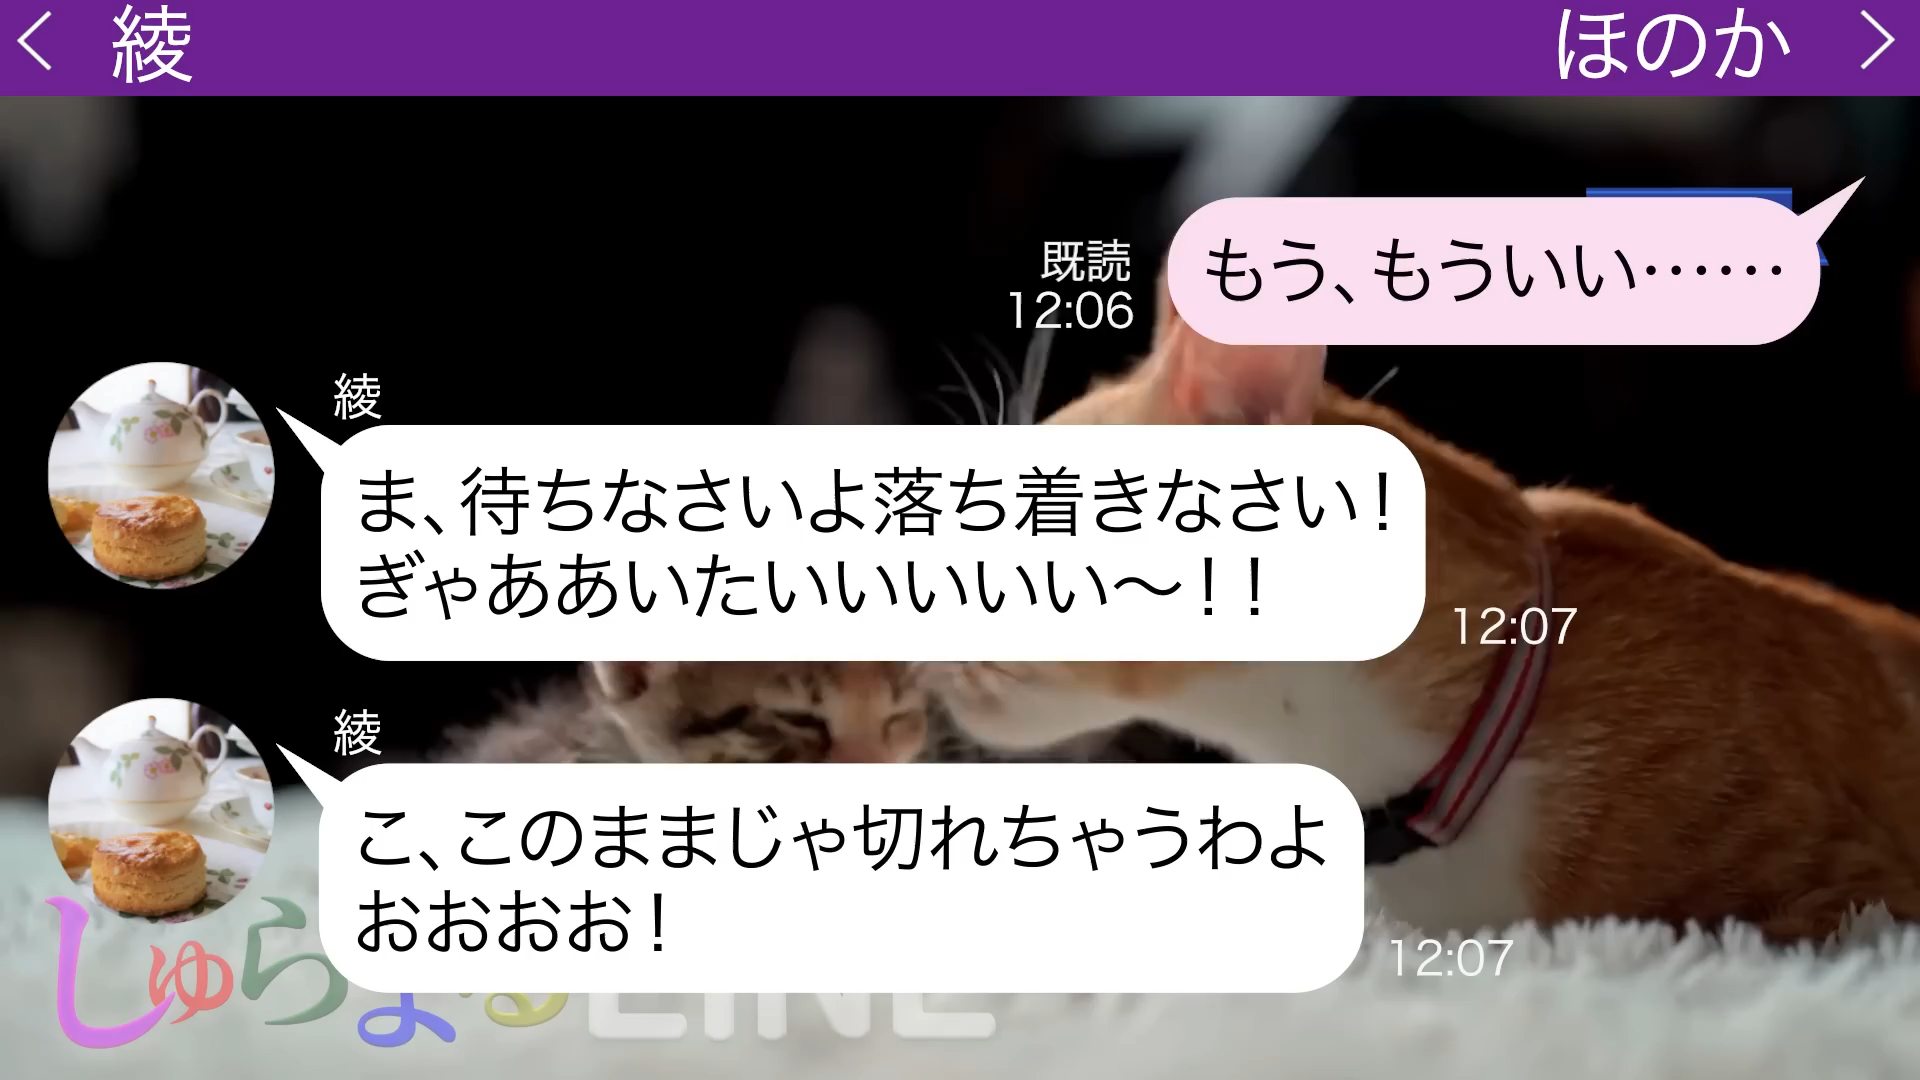 綾
ほのか
もう、もういい……
既読
12:06
綾
ま、待ちなさいよ落ち着きなさい！
ぎゃああいたいいいいい〜！！
12:07
綾
こ、このままじゃ切れちゃうわよ
おおおお！
12:07
しゅらよるLINE